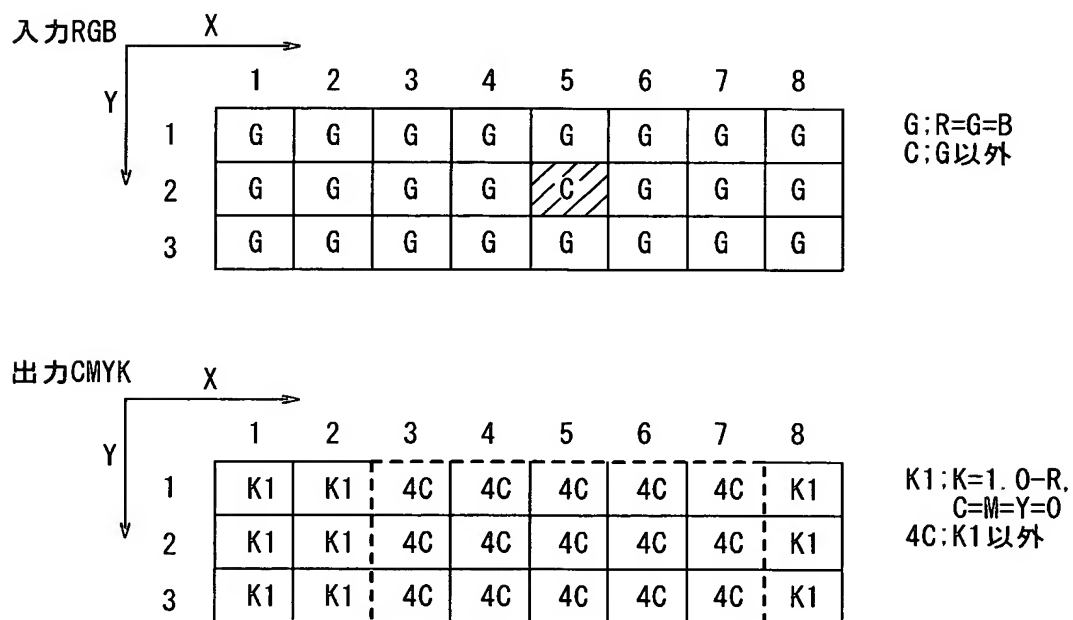 入力RGB
X
Y
1 2 3 4 5 6 7 8
1 G G G G G G G G
2 G G G G C G G G
3 G G G G G G G G
G;R=G=B
C;G以外
出力CMYK
X
Y
1 2 3 4 5 6 7 8
1 K1 K1 4C 4C 4C 4C 4C K1
2 K1 K1 4C 4C 4C 4C 4C K1
3 K1 K1 4C 4C 4C 4C 4C K1
K1;K=1.0-R,
C=M=Y=0
4C;K1以外